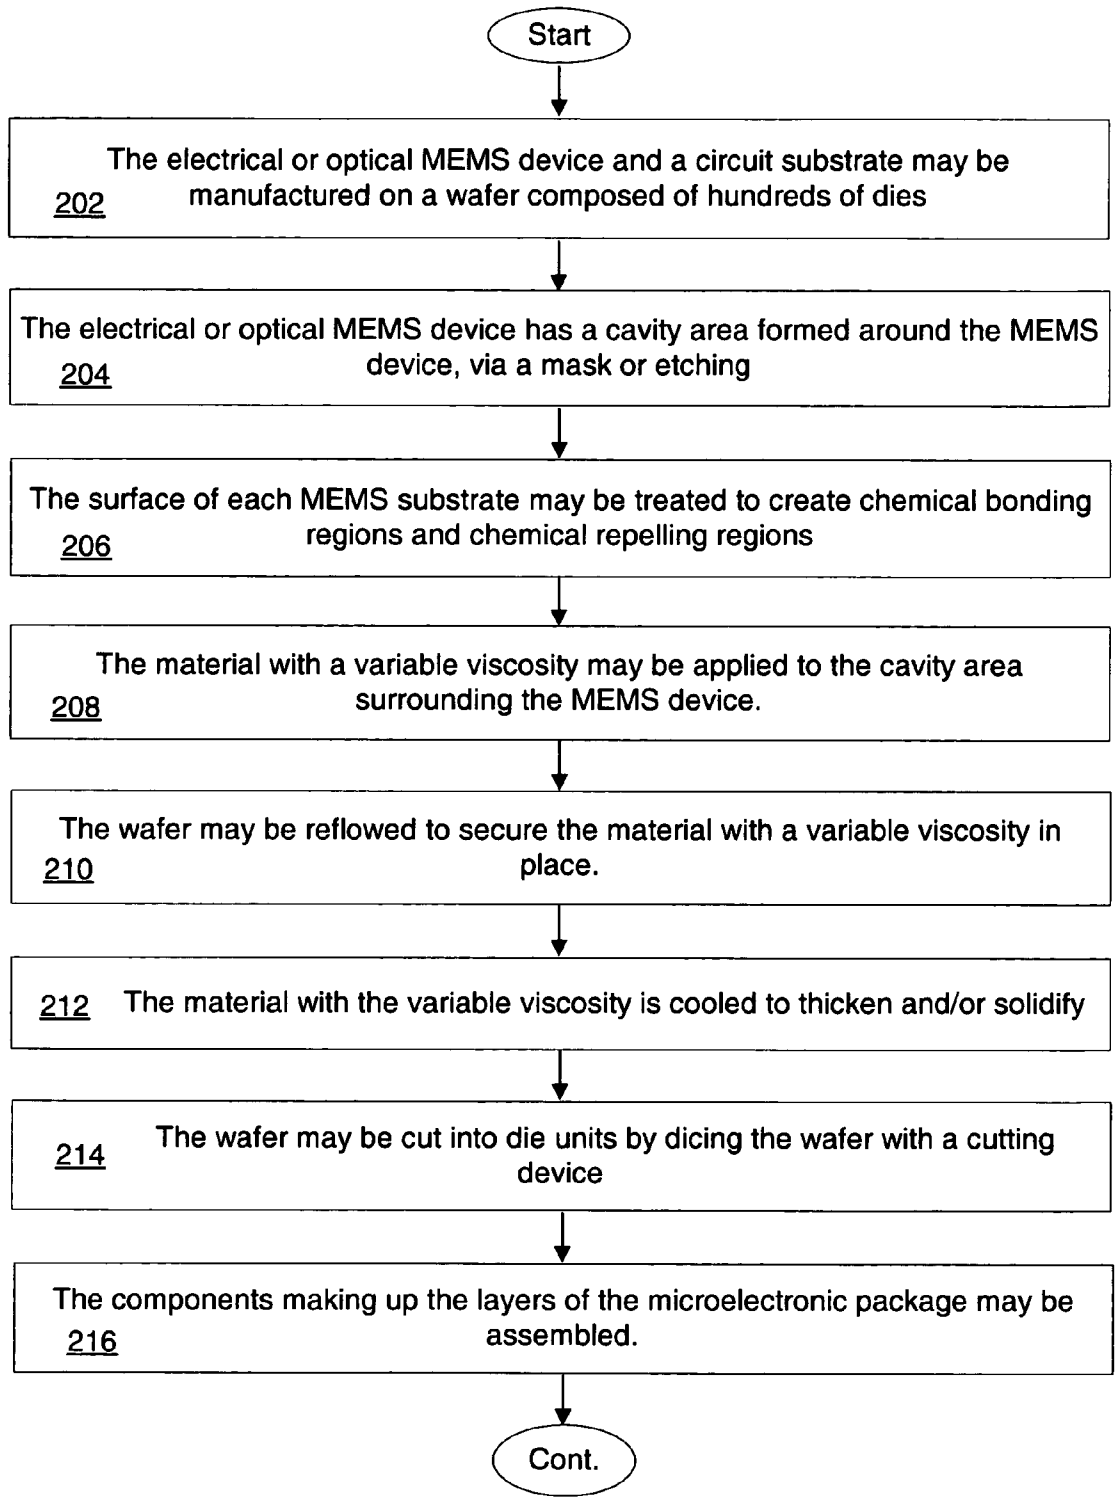 Start
The electrical or optical MEMS device and a circuit substrate may be
manufactured on a wafer composed of hundreds of dies
202
The electrical or optical MEMS device has a cavity area formed around the MEMS
device, via a mask or etching
204
The surface of each MEMS substrate may be treated to create chemical bonding
regions and chemical repelling regions
206
The material with a variable viscosity may be applied to the cavity area
surrounding the MEMS device.
208
The wafer may be reflowed to secure the material with a variable viscosity in
place.
210
212 The material with the variable viscosity is cooled to thicken and/or solidify
The wafer may be cut into die units by dicing the wafer with a cutting
214
device
The components making up the layers of the microelectronic package may be
assembled.
216
Cont.